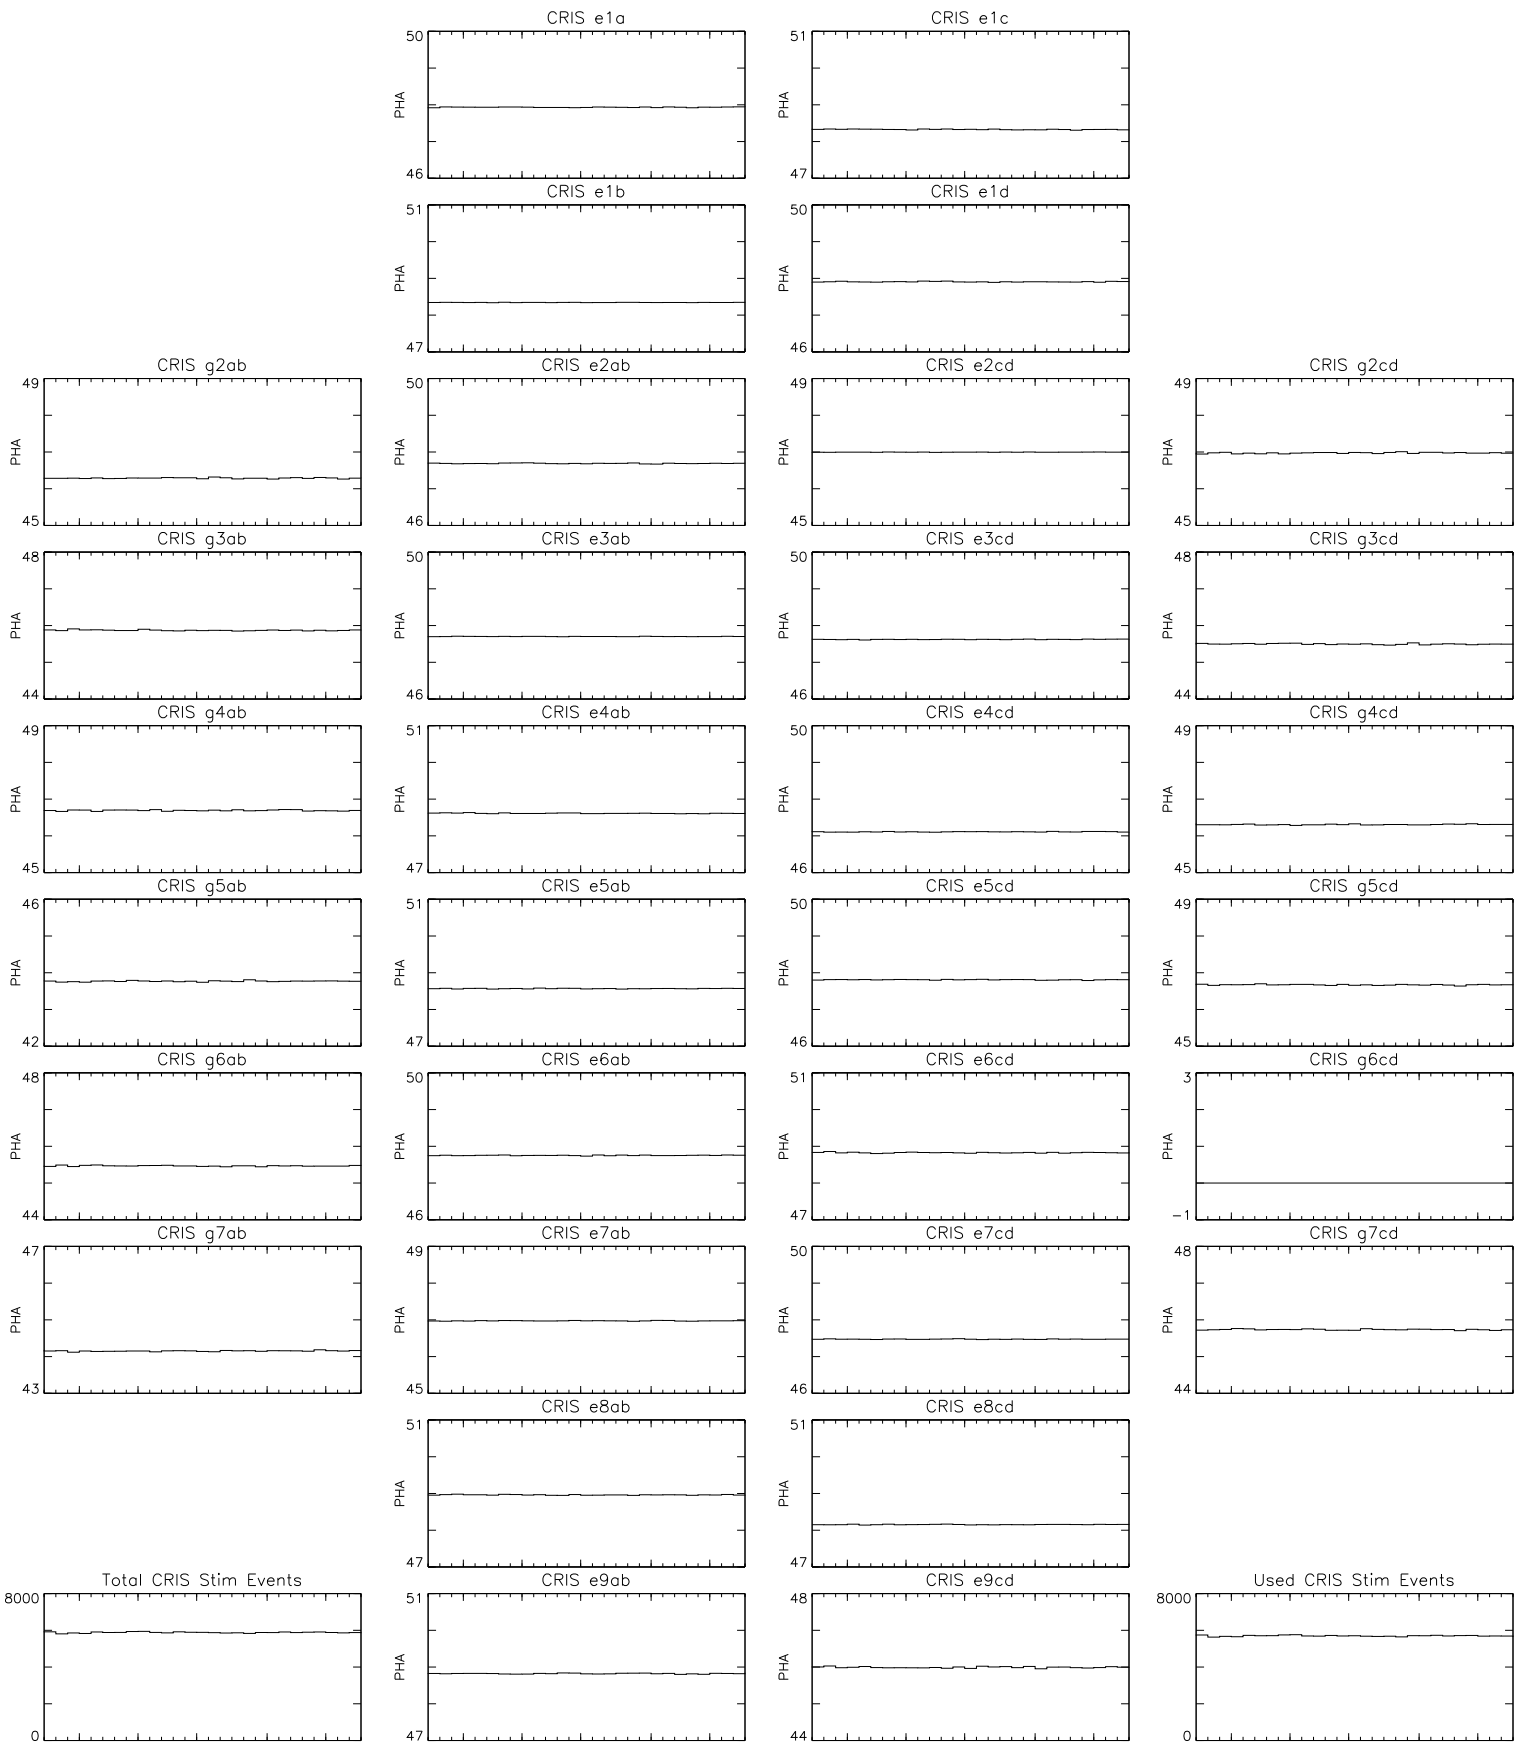 CRIS e1a
CRIS e1c
50
PHA
46
51
PHA
47
CRIS e1b
CRIS e1d
51
PHA
47
50
PHA
46
CRIS g2ab
CRIS e2ab
CRIS e2cd
CRIS g2cd
49
PHA
45
50
PHA
46
49
PHA
45
49
PHA
45
CRIS g3ab
CRIS e3ab
CRIS e3cd
CRIS g3cd
48
PHA
44
50
PHA
46
50
PHA
46
48
PHA
44
CRIS g4ab
CRIS e4ab
CRIS e4cd
CRIS g4cd
49
PHA
45
51
PHA
47
50
PHA
46
49
PHA
45
CRIS g5ab
CRIS e5ab
CRIS e5cd
CRIS g5cd
46
PHA
42
51
PHA
47
50
PHA
46
49
PHA
45
CRIS g6ab
CRIS e6ab
CRIS e6cd
CRIS g6cd
48
PHA
44
50
PHA
46
51
PHA
47
3
PHA
-1
CRIS g7ab
CRIS e7ab
CRIS e7cd
CRIS g7cd
47
PHA
43
49
PHA
45
50
PHA
46
48
PHA
44
CRIS e8ab
CRIS e8cd
51
PHA
47
51
PHA
47
Total CRIS Stim Events
CRIS e9ab
CRIS e9cd
Used CRIS Stim Events
8000
0
51
PHA
47
48
PHA
44
8000
0